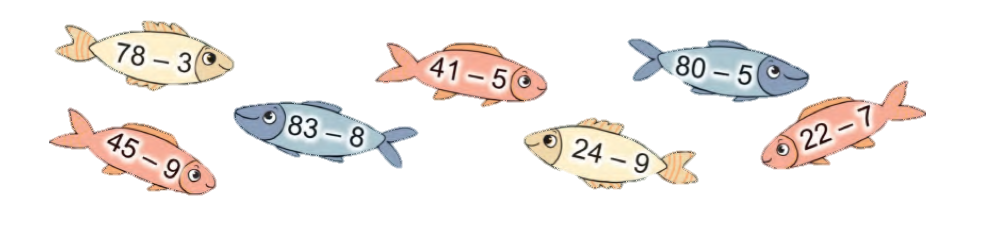 78 – 3
41 – 5
80 – 5
45 – 9
83 – 8
24 – 9
22 – 7